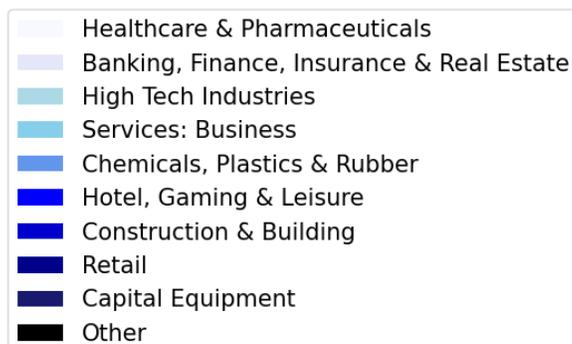 Healthcare & Pharmaceuticals
Banking, Finance, Insurance & Real Estate
High Tech Industries
Services: Business
Chemicals, Plastics & Rubber
Hotel, Gaming & Leisure
Construction & Building
Retail
Capital Equipment
Other